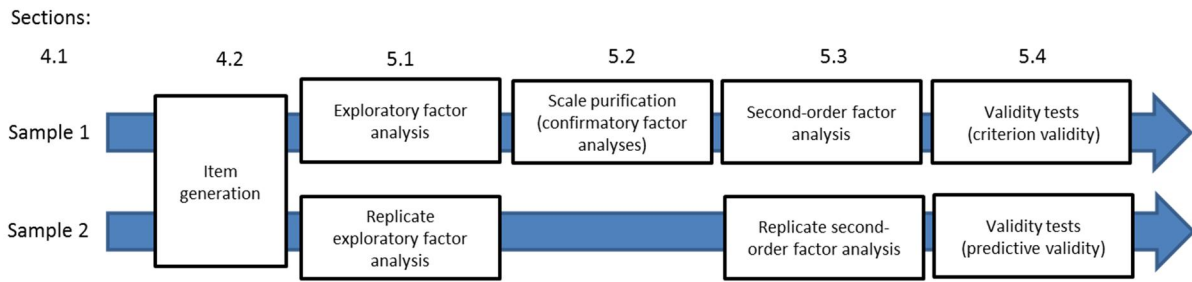 Sections:
4.1 4.2 5.1 5.2 5.3 5.4
Sample 1
Item
generation
Exploratory factor
analysis
Scale purification
(confirmatory factor
analyses)
Second-order factor
analysis
Validity tests
(criterion validity)
Sample 2
Replicate
exploratory factor
analysis
Replicate second-
order factor analysis
Validity tests
(predictive validity)